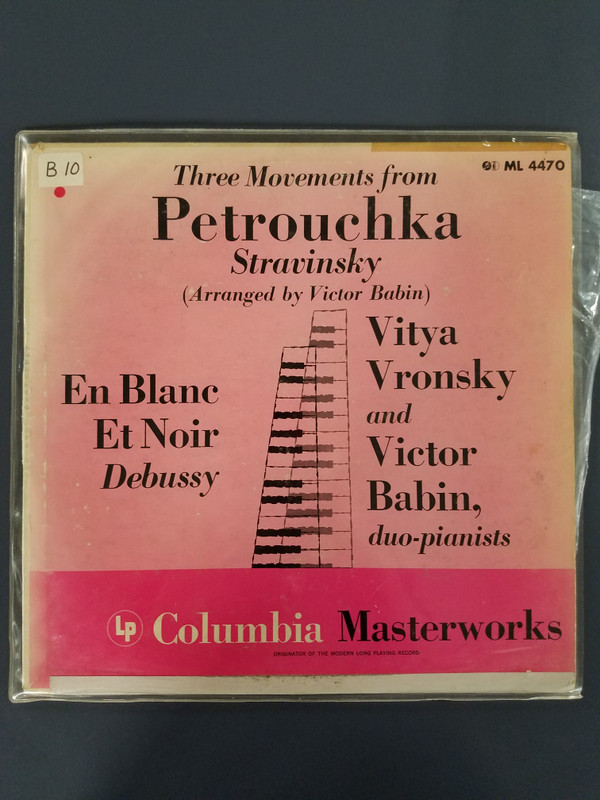 B 10
ML 4470
Three Movements from
Petrouchka
Stravinsky
(Arranged by Victor Babin)
En Blanc
Et Noir
Debussy
Vitya
Vronsky
and
Victor
Babin,
duo-pianists
Lp Columbia Masterworks
ORIGINATOR OF THE MODERN LONG PLAYING RECORD